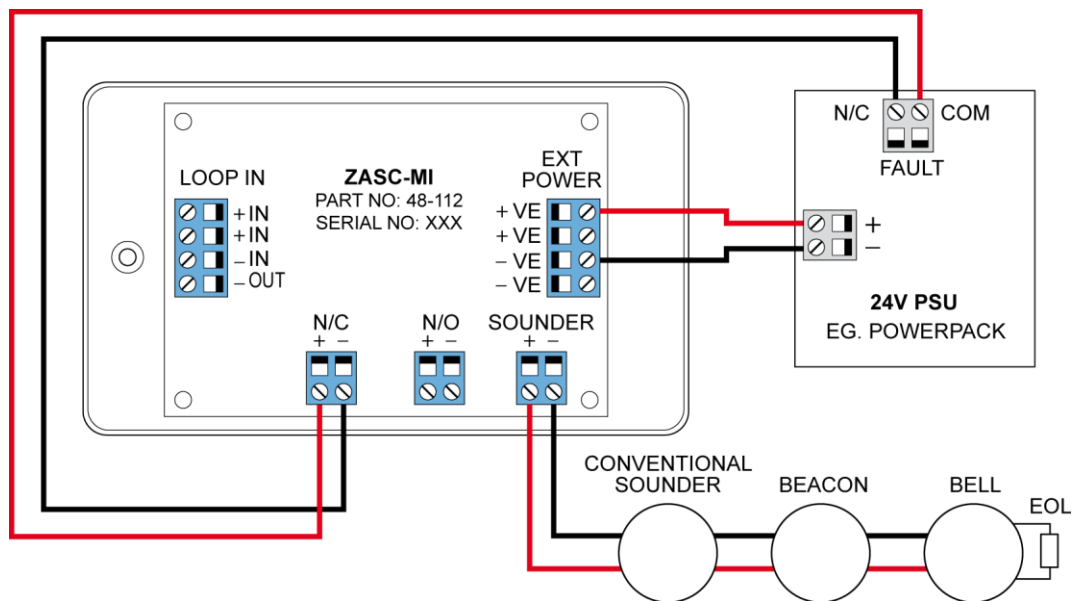 N/C COM
FAULT
LOOP IN
+ IN
+ IN
– IN
– OUT
ZASC-MI
PART NO: 48-112
SERIAL NO: XXX
EXT
POWER
+ VE
+ VE
– VE
– VE
+
–
24V PSU
EG. POWERPACK
N/C
+ –
N/O
+ –
SOUNDER
+ –
CONVENTIONAL
SOUNDER
BEACON
BELL
EOL